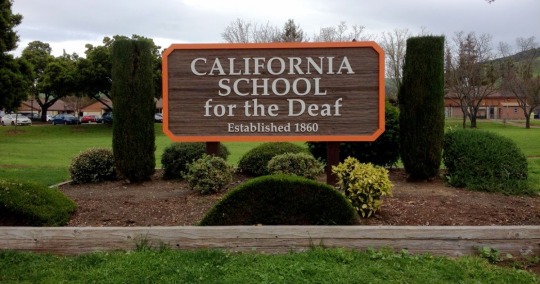 CALIFORNIA
SCHOOL
for the Deaf
Established 1860